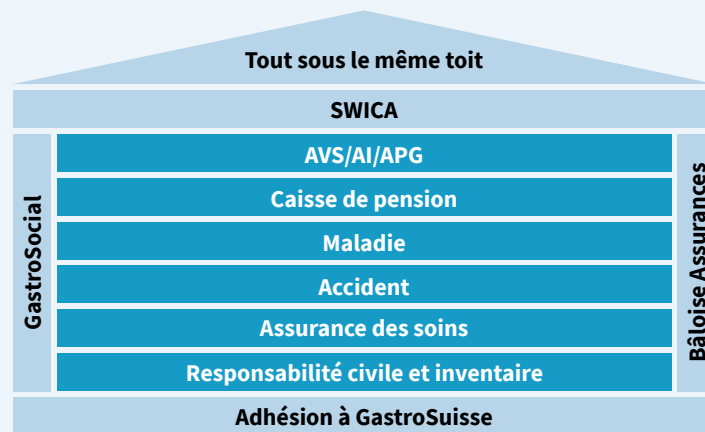 Tout sous le même toit
SWICA
GastroSocial
AVS/AI/APG
Caisse de pension
Maladie
Accident
Assurance des soins
Responsabilité civile et inventaire
Bâloise Assurances
Adhésion à GastroSuisse